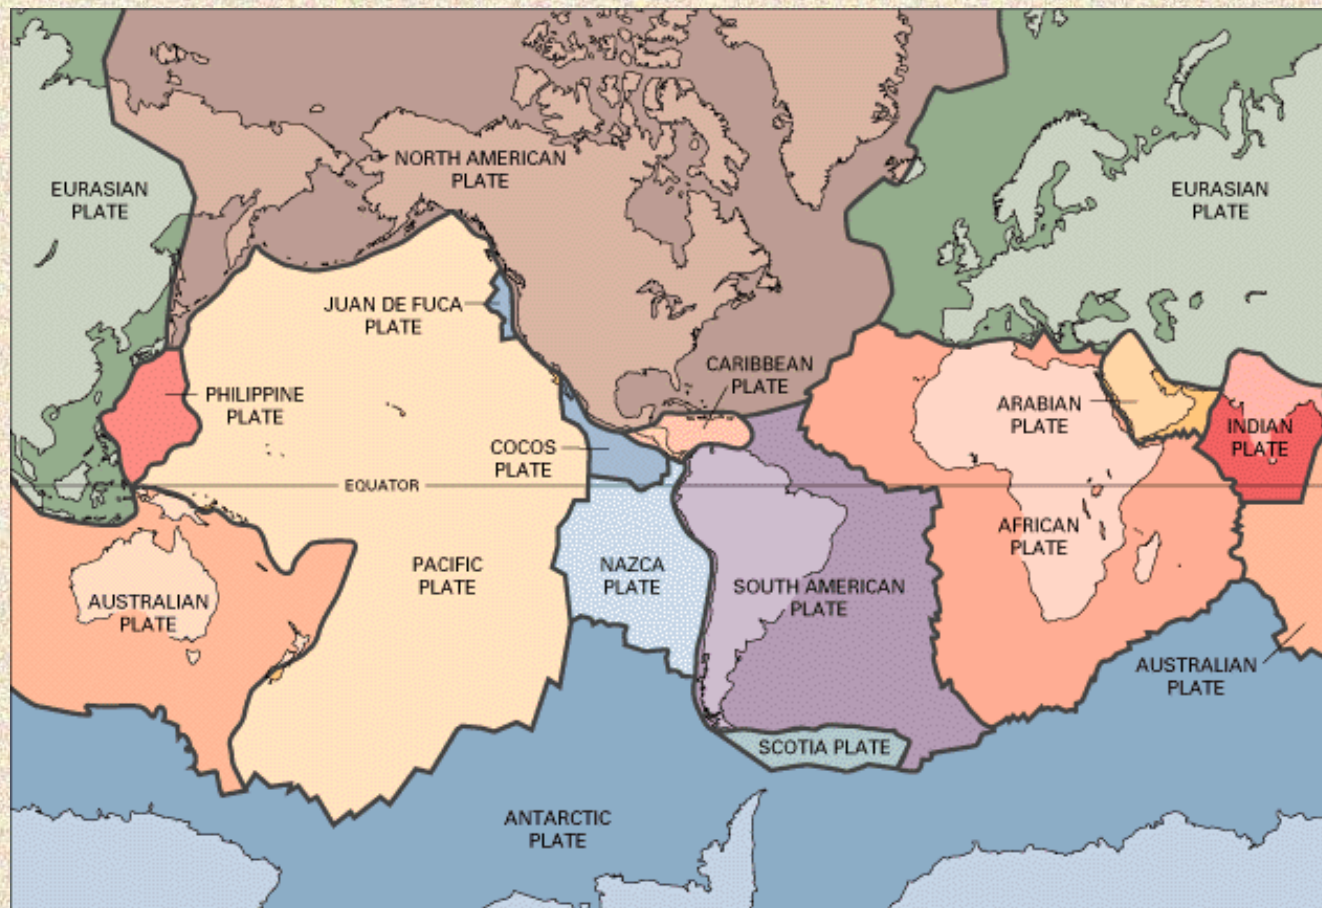 NORTH AMERICAN
PLATE
EURASIAN
PLATE
EURASIAN
PLATE
JUAN DE FUCA
PLATE
CARIBBEAN
PLATE
PHILIPPINE
PLATE
ARABIAN
PLATE
INDIAN
PLATE
COCOS
PLATE
EQUATOR
AFRICAN
PLATE
PACIFIC
PLATE
NAZCA
PLATE
SOUTH AMERICAN
PLATE
AUSTRALIAN
PLATE
AUSTRALIAN
PLATE
SCOTIA PLATE
ANTARCTIC
PLATE